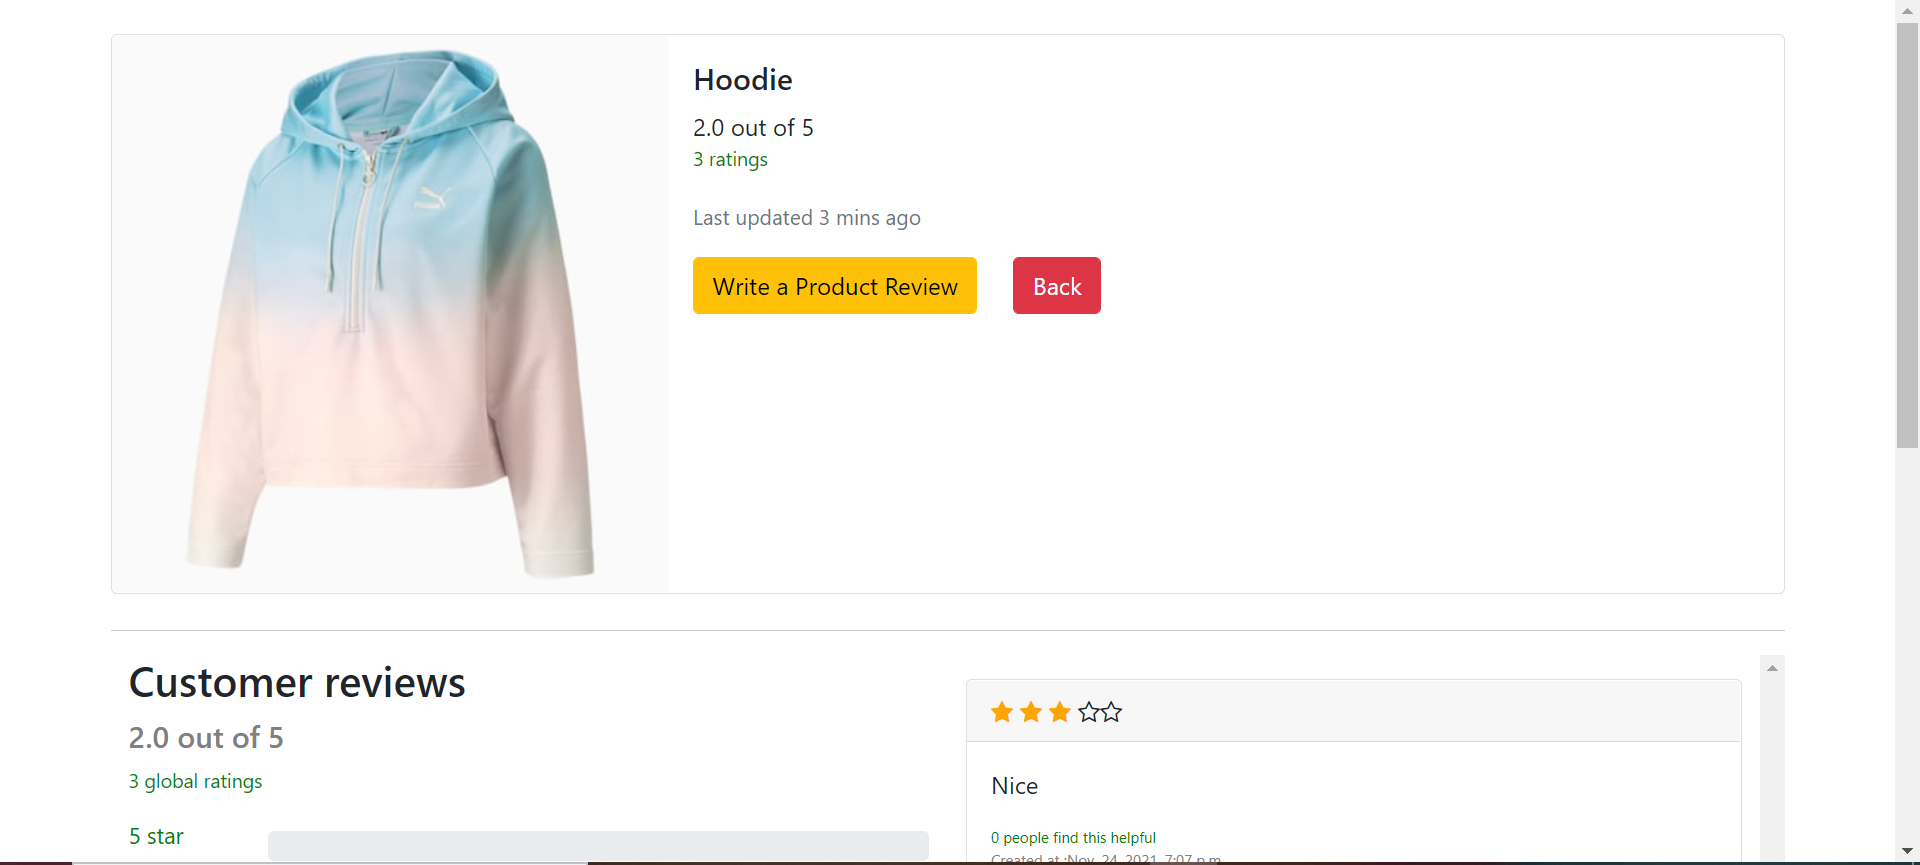 Hoodie
2.0 out of 5
3 ratings
Last updated 3 mins ago
Write a Product Review
Back
Customer reviews
2.0 out of 5
3 global ratings
5 star
Nice
0 people find this helpful
Created at :Nov. 24, 2021, 7:07 p.m.